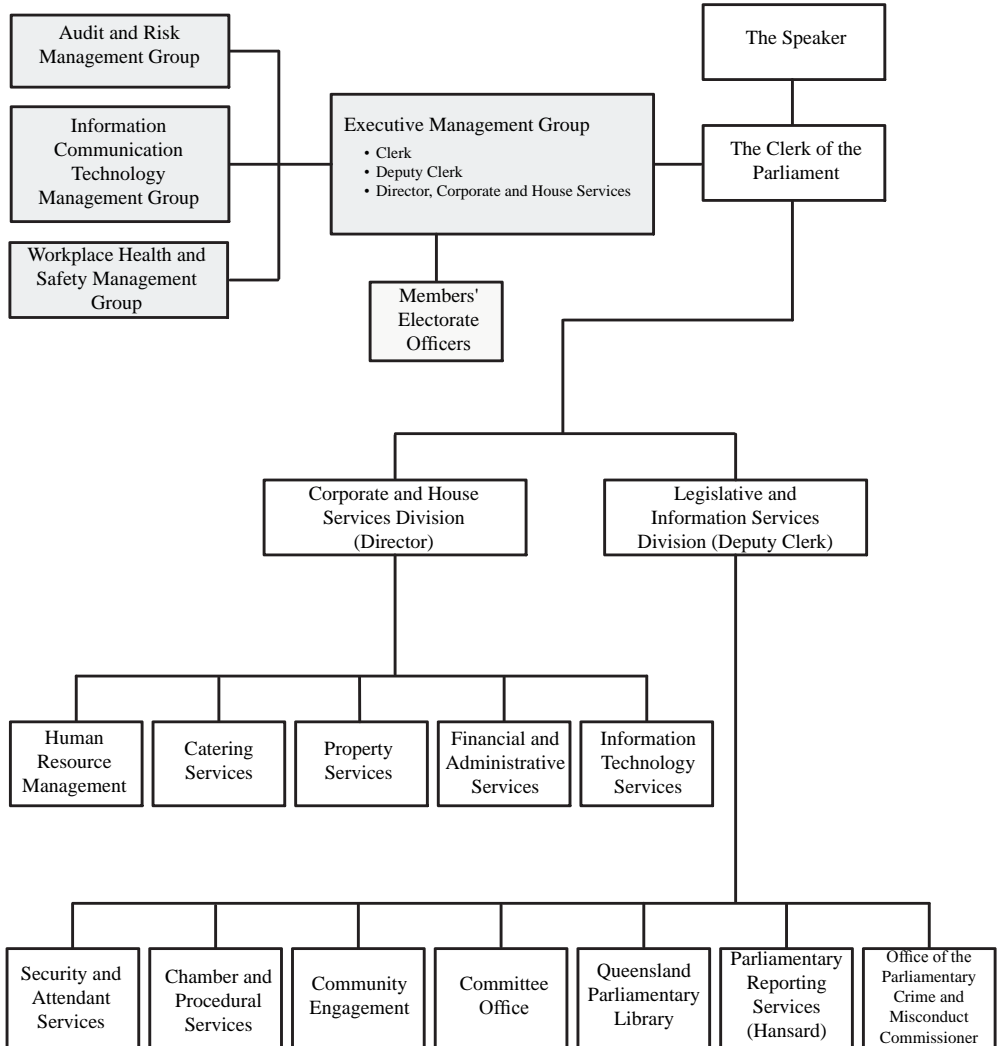 Audit and Risk
Management Group
The Speaker
Information
Communication
Technology
Management Group
Executive Management Group
• Clerk
• Deputy Clerk
• Director, Corporate and House Services
The Clerk of the
Parliament
Workplace Health and
Safety Management
Group
Members'
Electorate
Officers
Corporate and House
Services Division
(Director)
Legislative and
Information Services
Division (Deputy Clerk)
Human
Resource
Management
Catering
Services
Property
Services
Financial and
Administrative
Services
Information
Technology
Services
Security and
Attendant
Services
Chamber and
Procedural
Services
Community
Engagement
Committee
Office
Queensland
Parliamentary
Library
Parliamentary
Reporting
Services
(Hansard)
Office of the
Parliamentary
Crime and
Misconduct
Commissioner